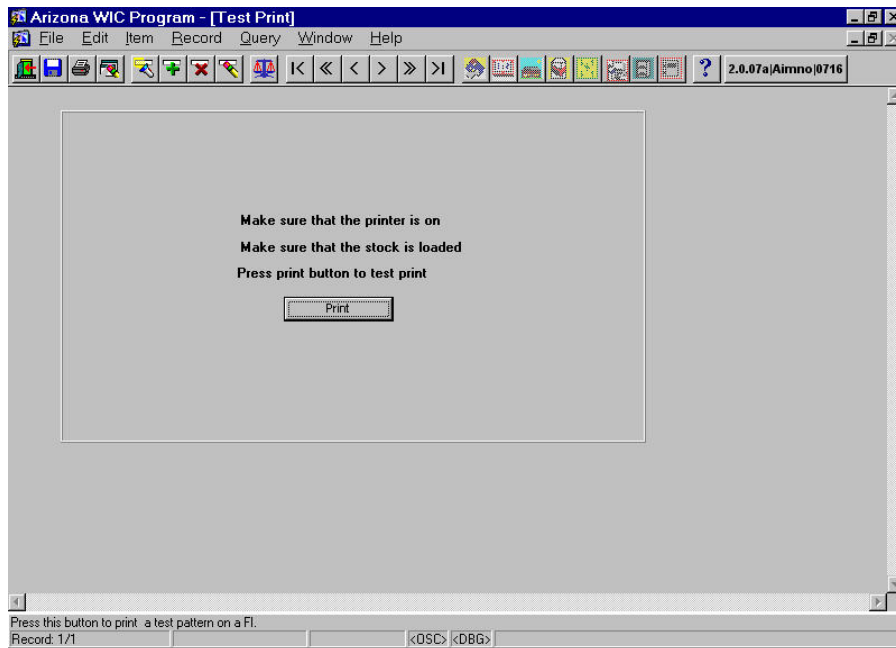 Arizona WIC Program - [Test Print]
File Edit Item Record Query Window Help
2.0.07a|Aimno|0716
Make sure that the printer is on
Make sure that the stock is loaded
Press print button to test print
Print
Press this button to print a test pattern on a FI.
Record: 1/1 <OSC> <DBG>